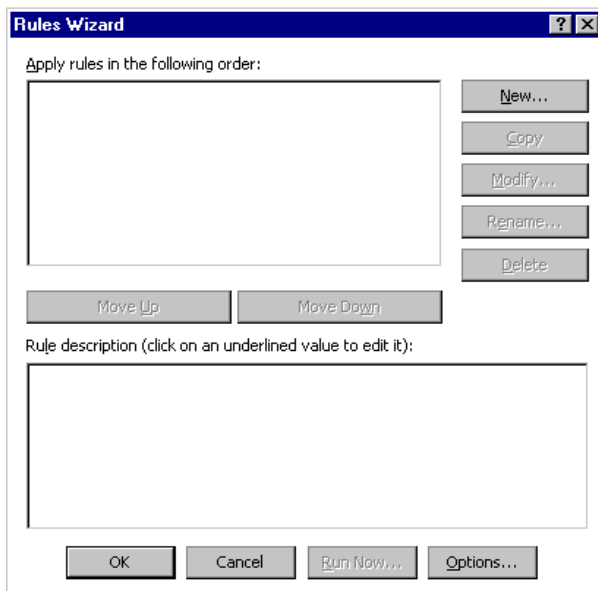 Rules Wizard
Apply rules in the following order:
New...
Copy
Modify...
Rename...
Delete
Move Up
Move Down
Rule description (click on an underlined value to edit it):
OK
Cancel
Run Now...
Options...